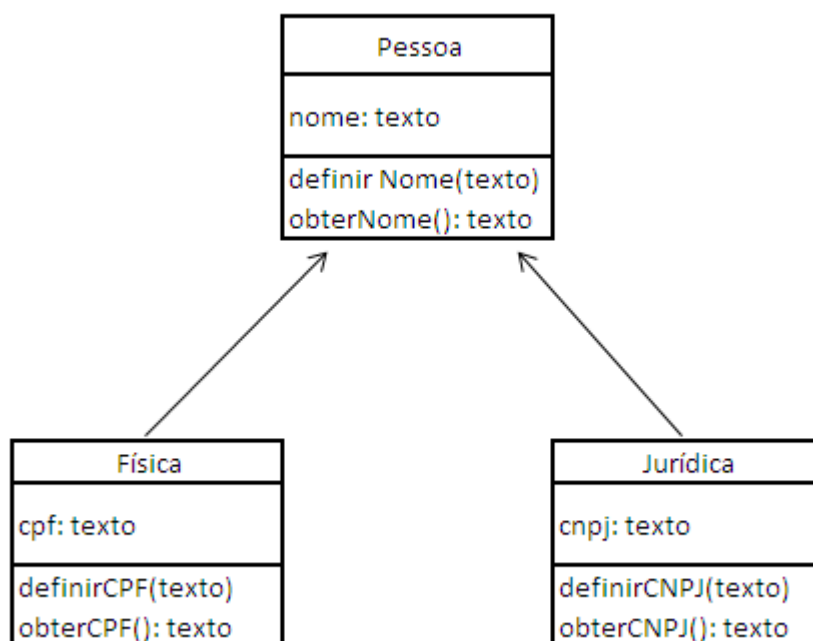 Pessoa
nome: texto
definir Nome(texto)
obterNome(): texto
Física
cpf: texto
definirCPF(texto)
obterCPF(): texto
Jurídica
cnpj: texto
definirCNPJ(texto)
obterCNPJ(): texto